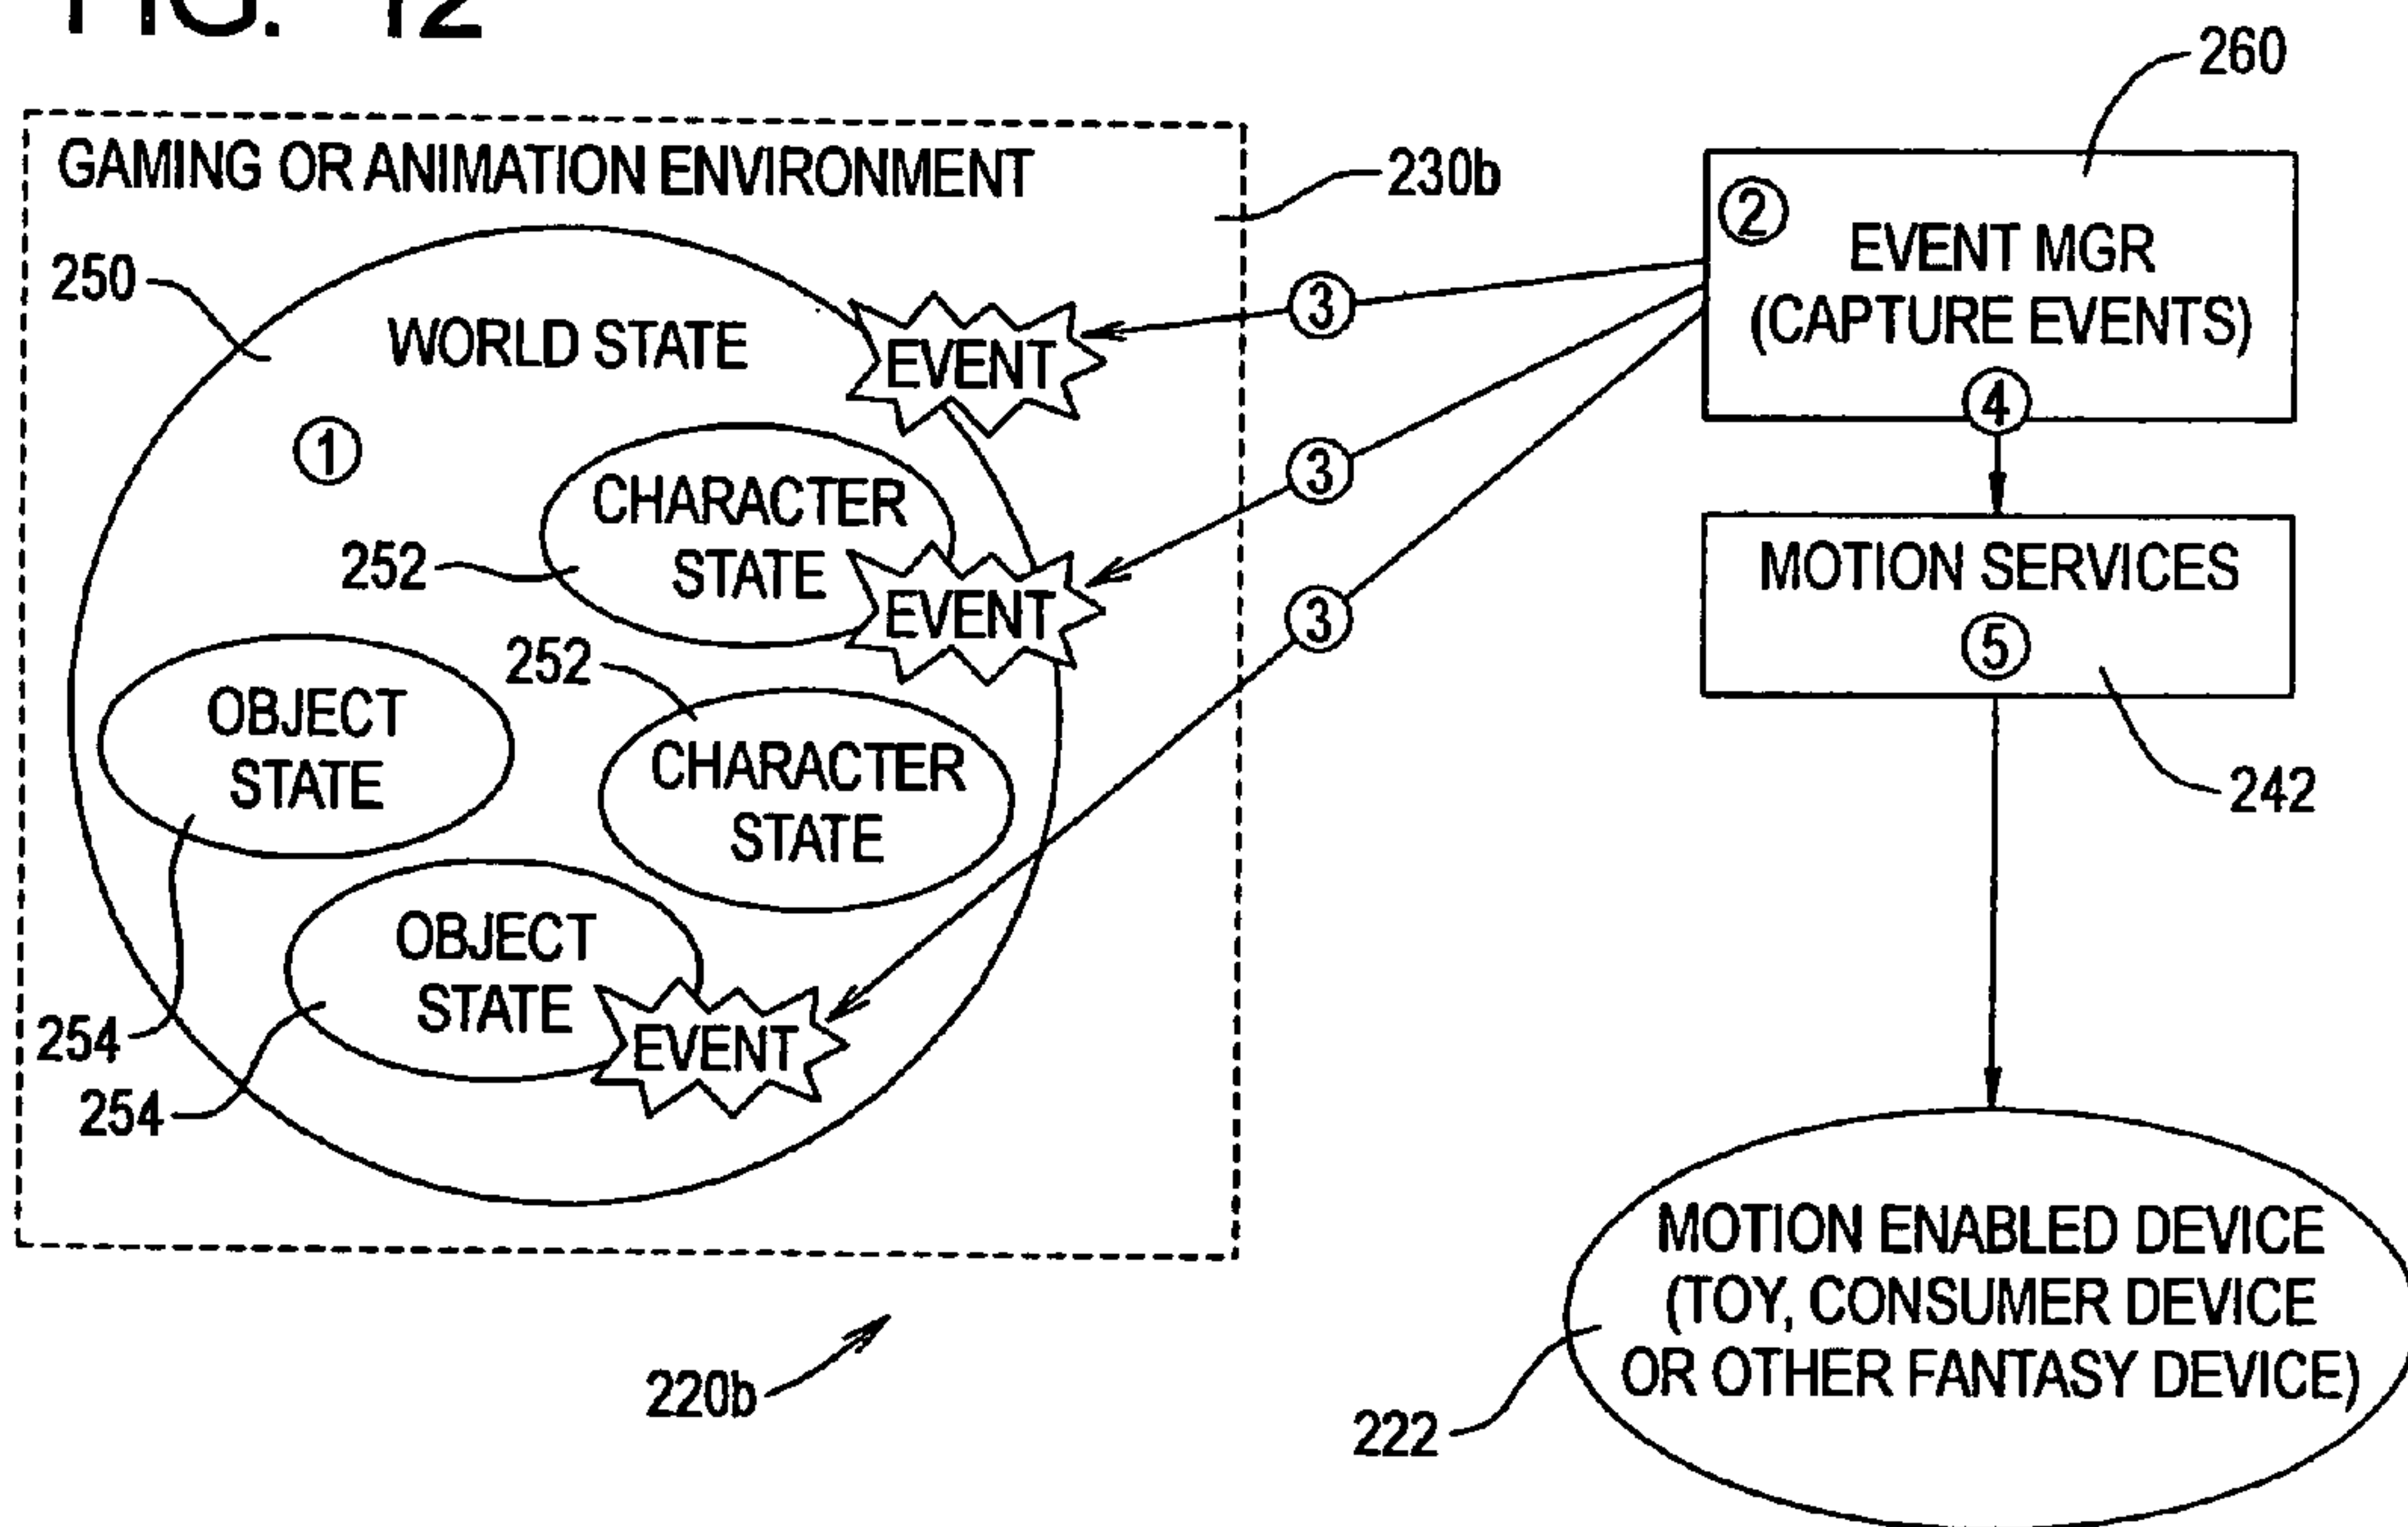 FIG. 12
260
GAMING OR ANIMATION ENVIRONMENT
230b
2
EVENT MGR
(CAPTURE EVENTS)
4
250
WORLD STATE
EVENT
3
1
CHARACTER
STATE
EVENT
3
252
MOTION SERVICES
5
242
3
252
OBJECT
STATE
CHARACTER
STATE
OBJECT
STATE
EVENT
254
254
MOTION ENABLED DEVICE
(TOY, CONSUMER DEVICE
OR OTHER FANTASY DEVICE)
220b
222